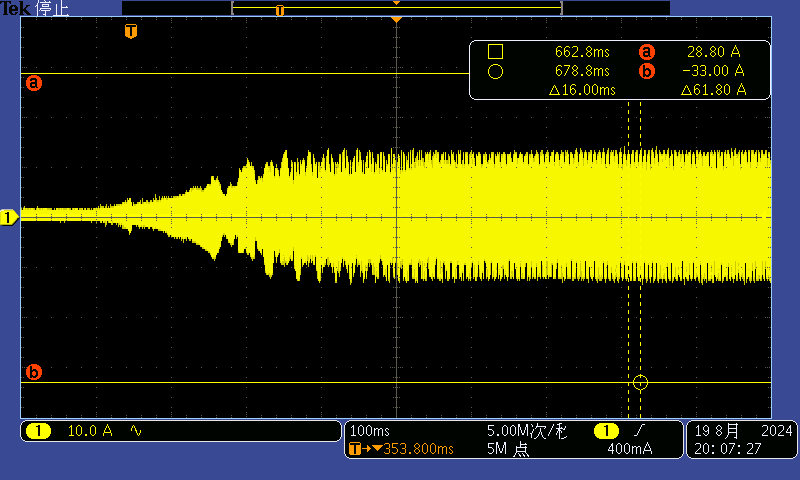 Tek 停止
T
T
662.8ms a 28.80 A
678.8ms b -33.00 A
△16.00ms △61.80 A
a
1
b
1 10.0 A ∿
100ms 5.00M次/秒 1 ʃ
T→▼353.800ms 5M 点 400mA
19 8月 2024
20:07:27